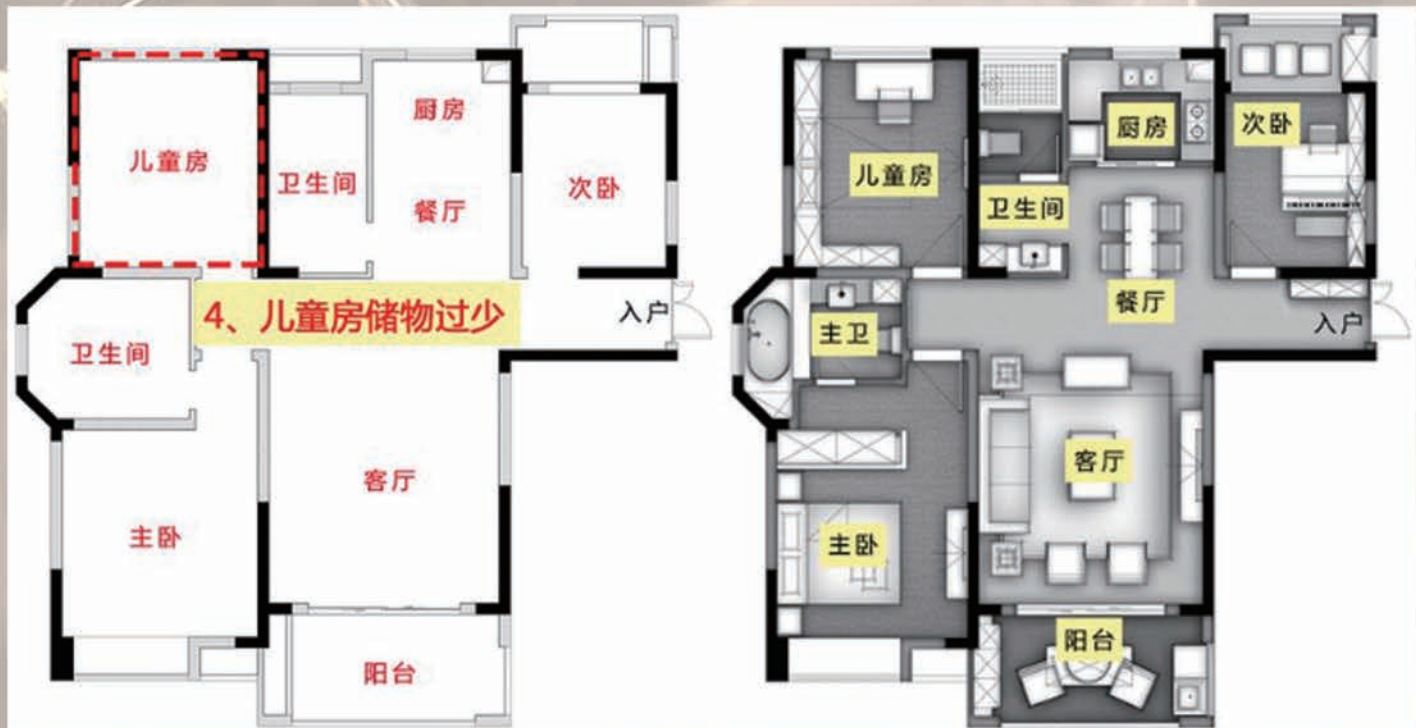 儿童房
卫生间
厨房
餐厅
次卧
4、儿童房储物过少
入户
卫生间
客厅
主卧
阳台
厨房
次卧
儿童房
卫生间
餐厅
入户
主卫
客厅
主卧
阳台